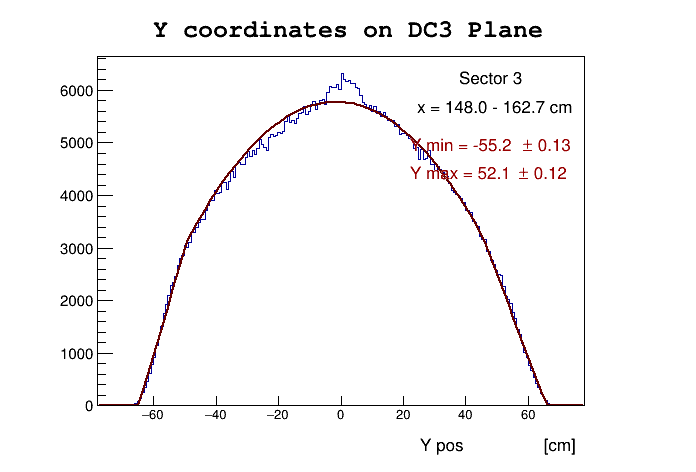 Y coordinates on DC3 Plane
Sector 3
x = 148.0 - 162.7 cm
Y min = -55.2 ± 0.13
Y max = 52.1 ± 0.12
6000
5000
4000
3000
2000
1000
0
−60 −40 −20 0 20 40 60
Y pos [cm]